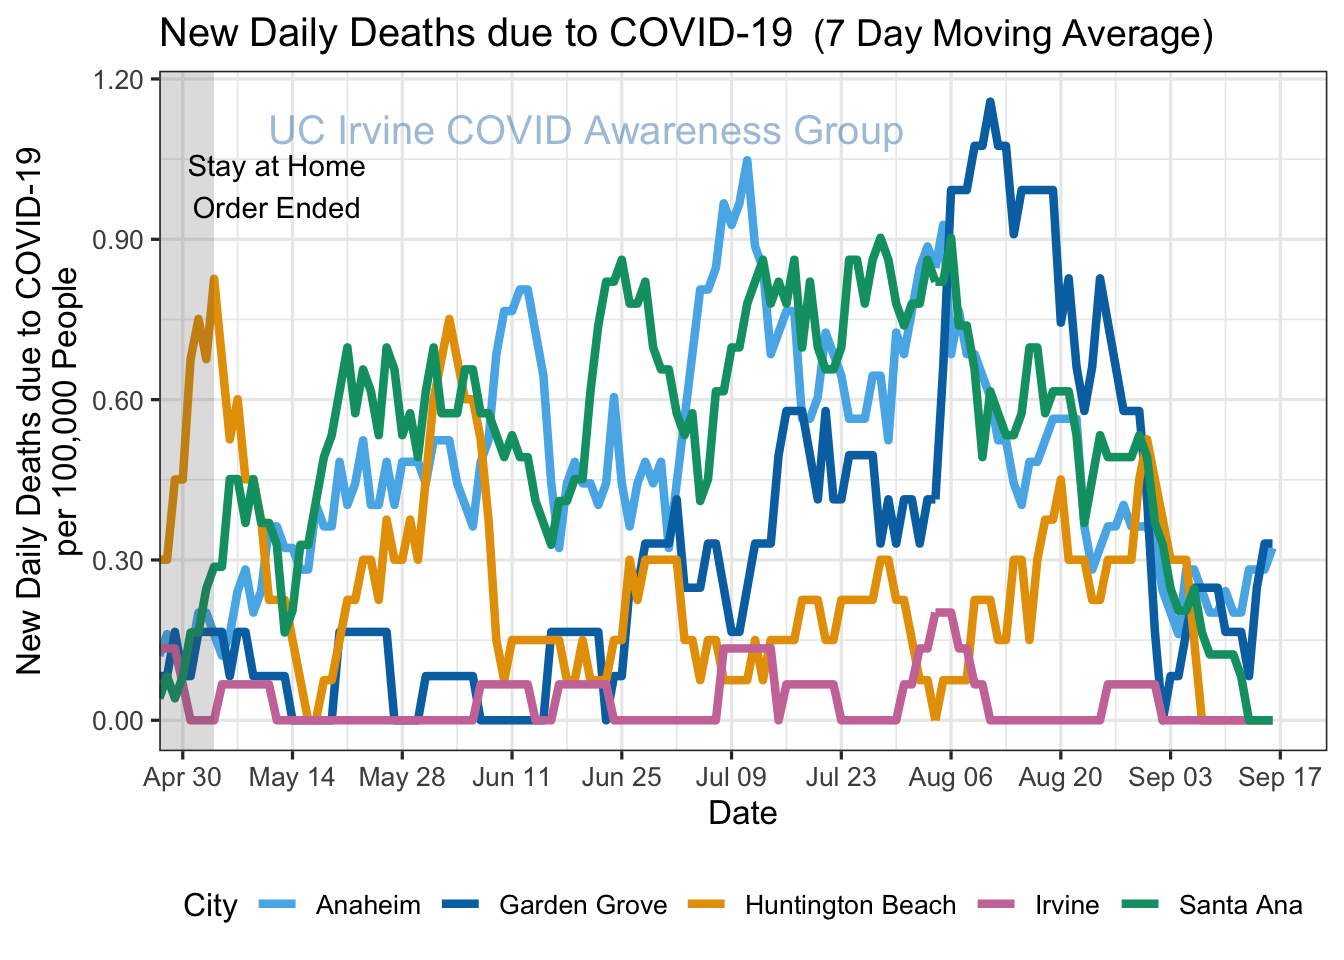 New Daily Deaths due to COVID-19 (7 Day Moving Average)
New Daily Deaths due to COVID-19
per 100,000 People
1.20
0.90
0.60
0.30
0.00
UC Irvine COVID Awareness Group
Stay at Home
Order Ended
Apr 30 May 14 May 28 Jun 11 Jun 25 Jul 09 Jul 23 Aug 06 Aug 20 Sep 03 Sep 17
Date
City Anaheim Garden Grove Huntington Beach Irvine Santa Ana